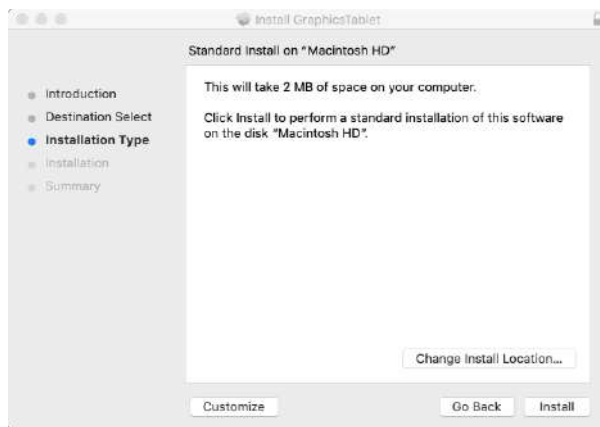 Install GraphicsTablet
Standard Install on "Macintosh HD"
Introduction
Destination Select
Installation Type
Installation
Summary
This will take 2 MB of space on your computer.
Click Install to perform a standard installation of this software
on the disk "Macintosh HD".
Change Install Location...
Customize
Go Back
Install